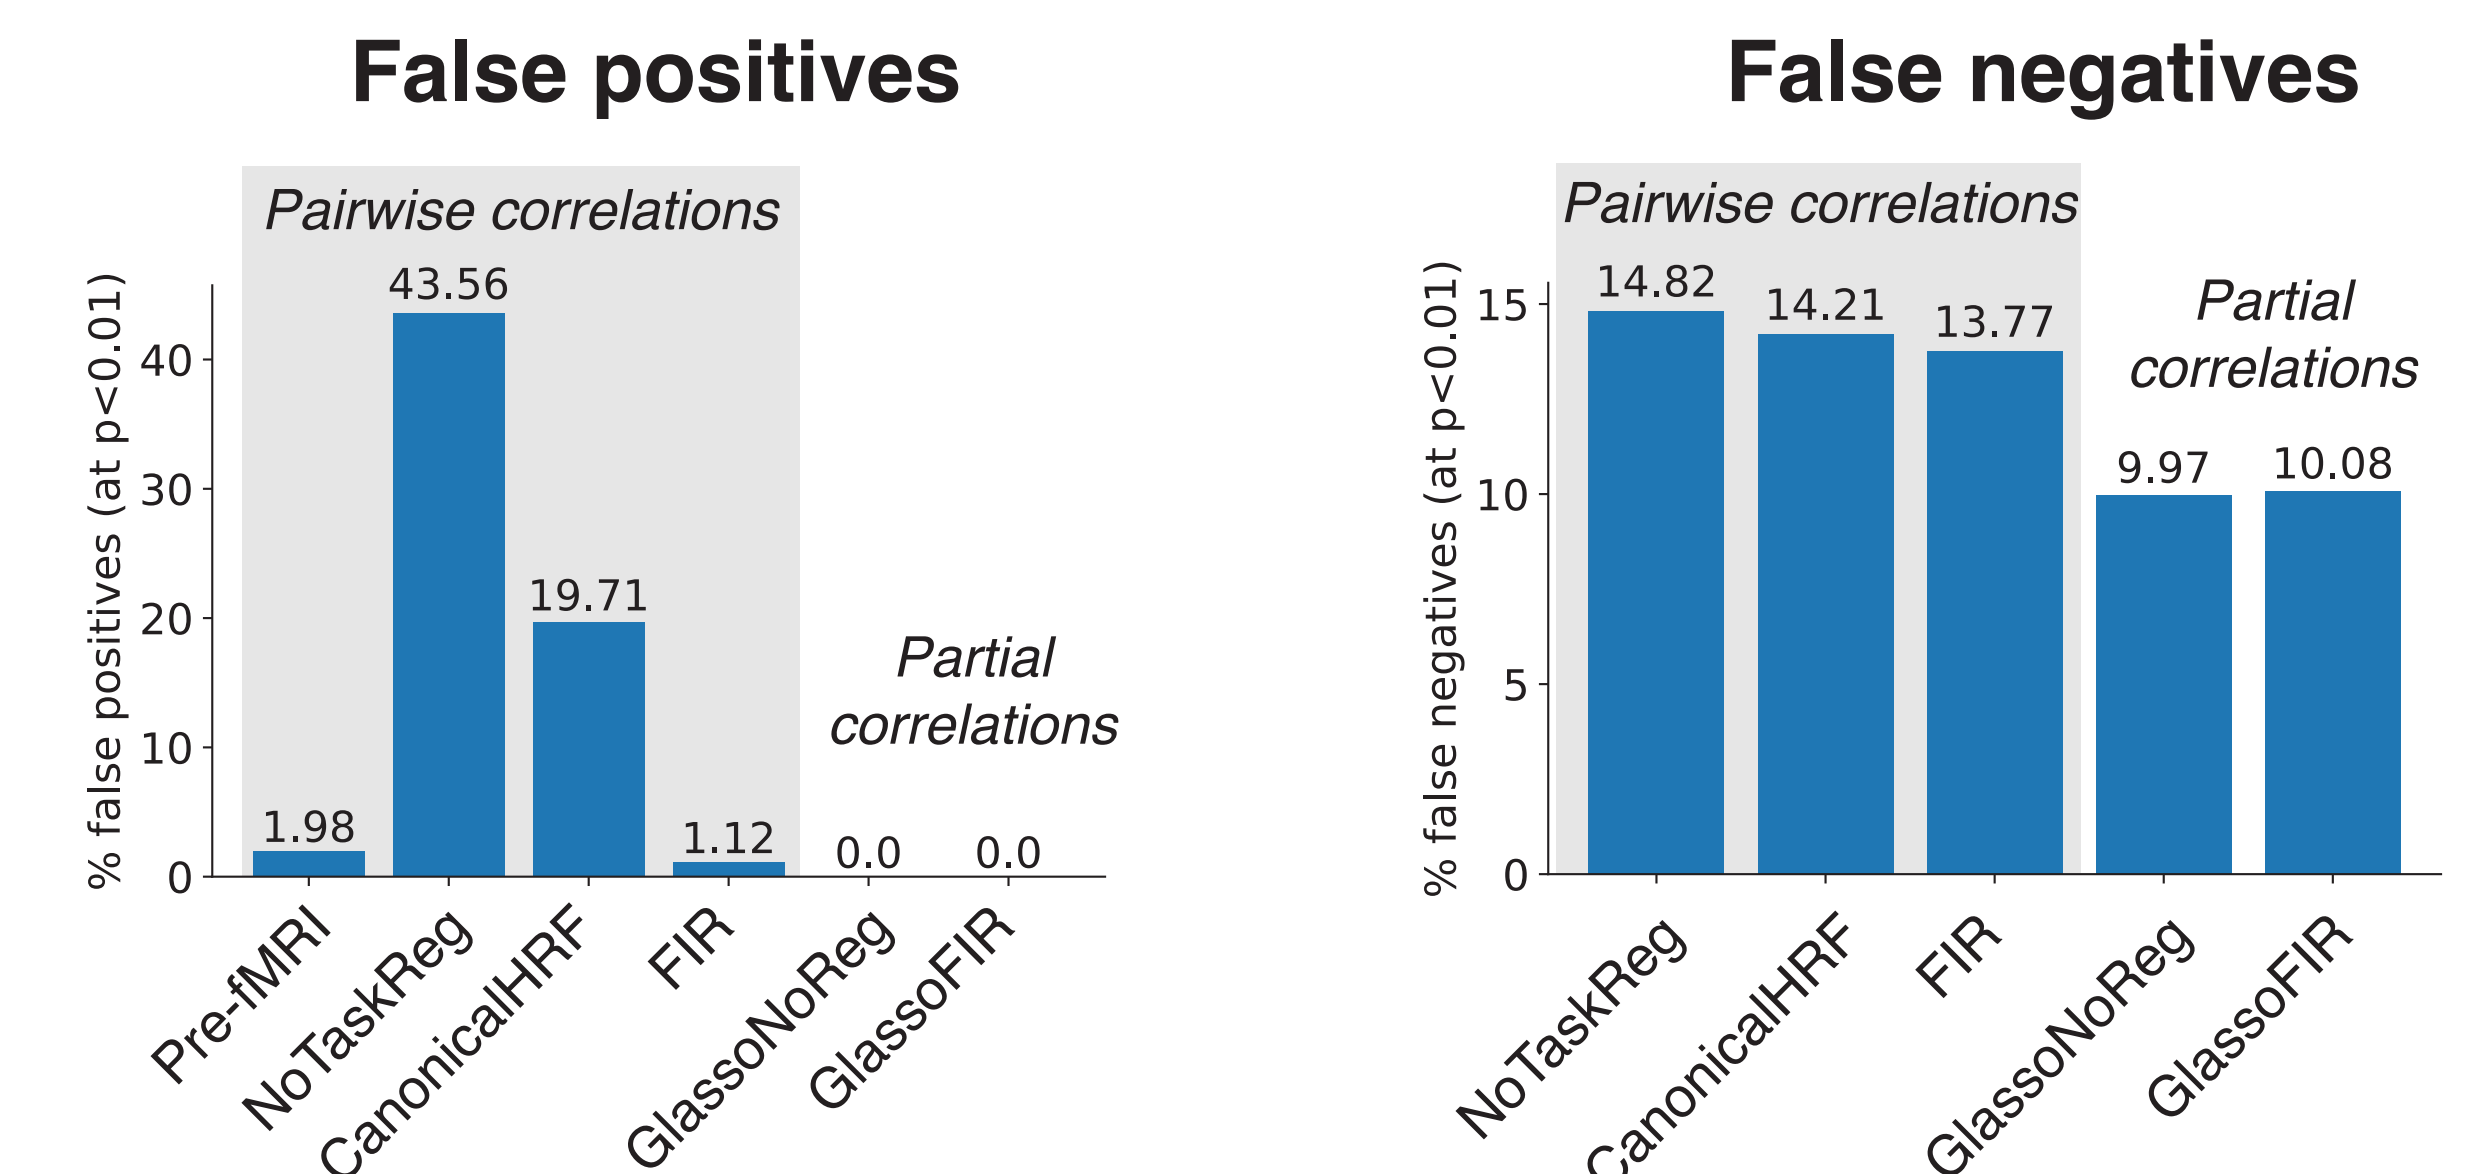 False positives
Pairwise correlations
% false positives (at p<0.01)
40
30
20
10
0
43.56
19.71
1.98
1.12
0.0
0.0
Partial
correlations
Pre-fMRI
NoTaskReg
CanonicalHRF
FIR
GlassoNoReg
GlassoFIR
False negatives
Pairwise correlations
% false negatives (at p<0.01)
15
10
5
0
14.82
14.21
13.77
9.97
10.08
Partial
correlations
NoTaskReg
CanonicalHRF
FIR
GlassoNoReg
GlassoFIR